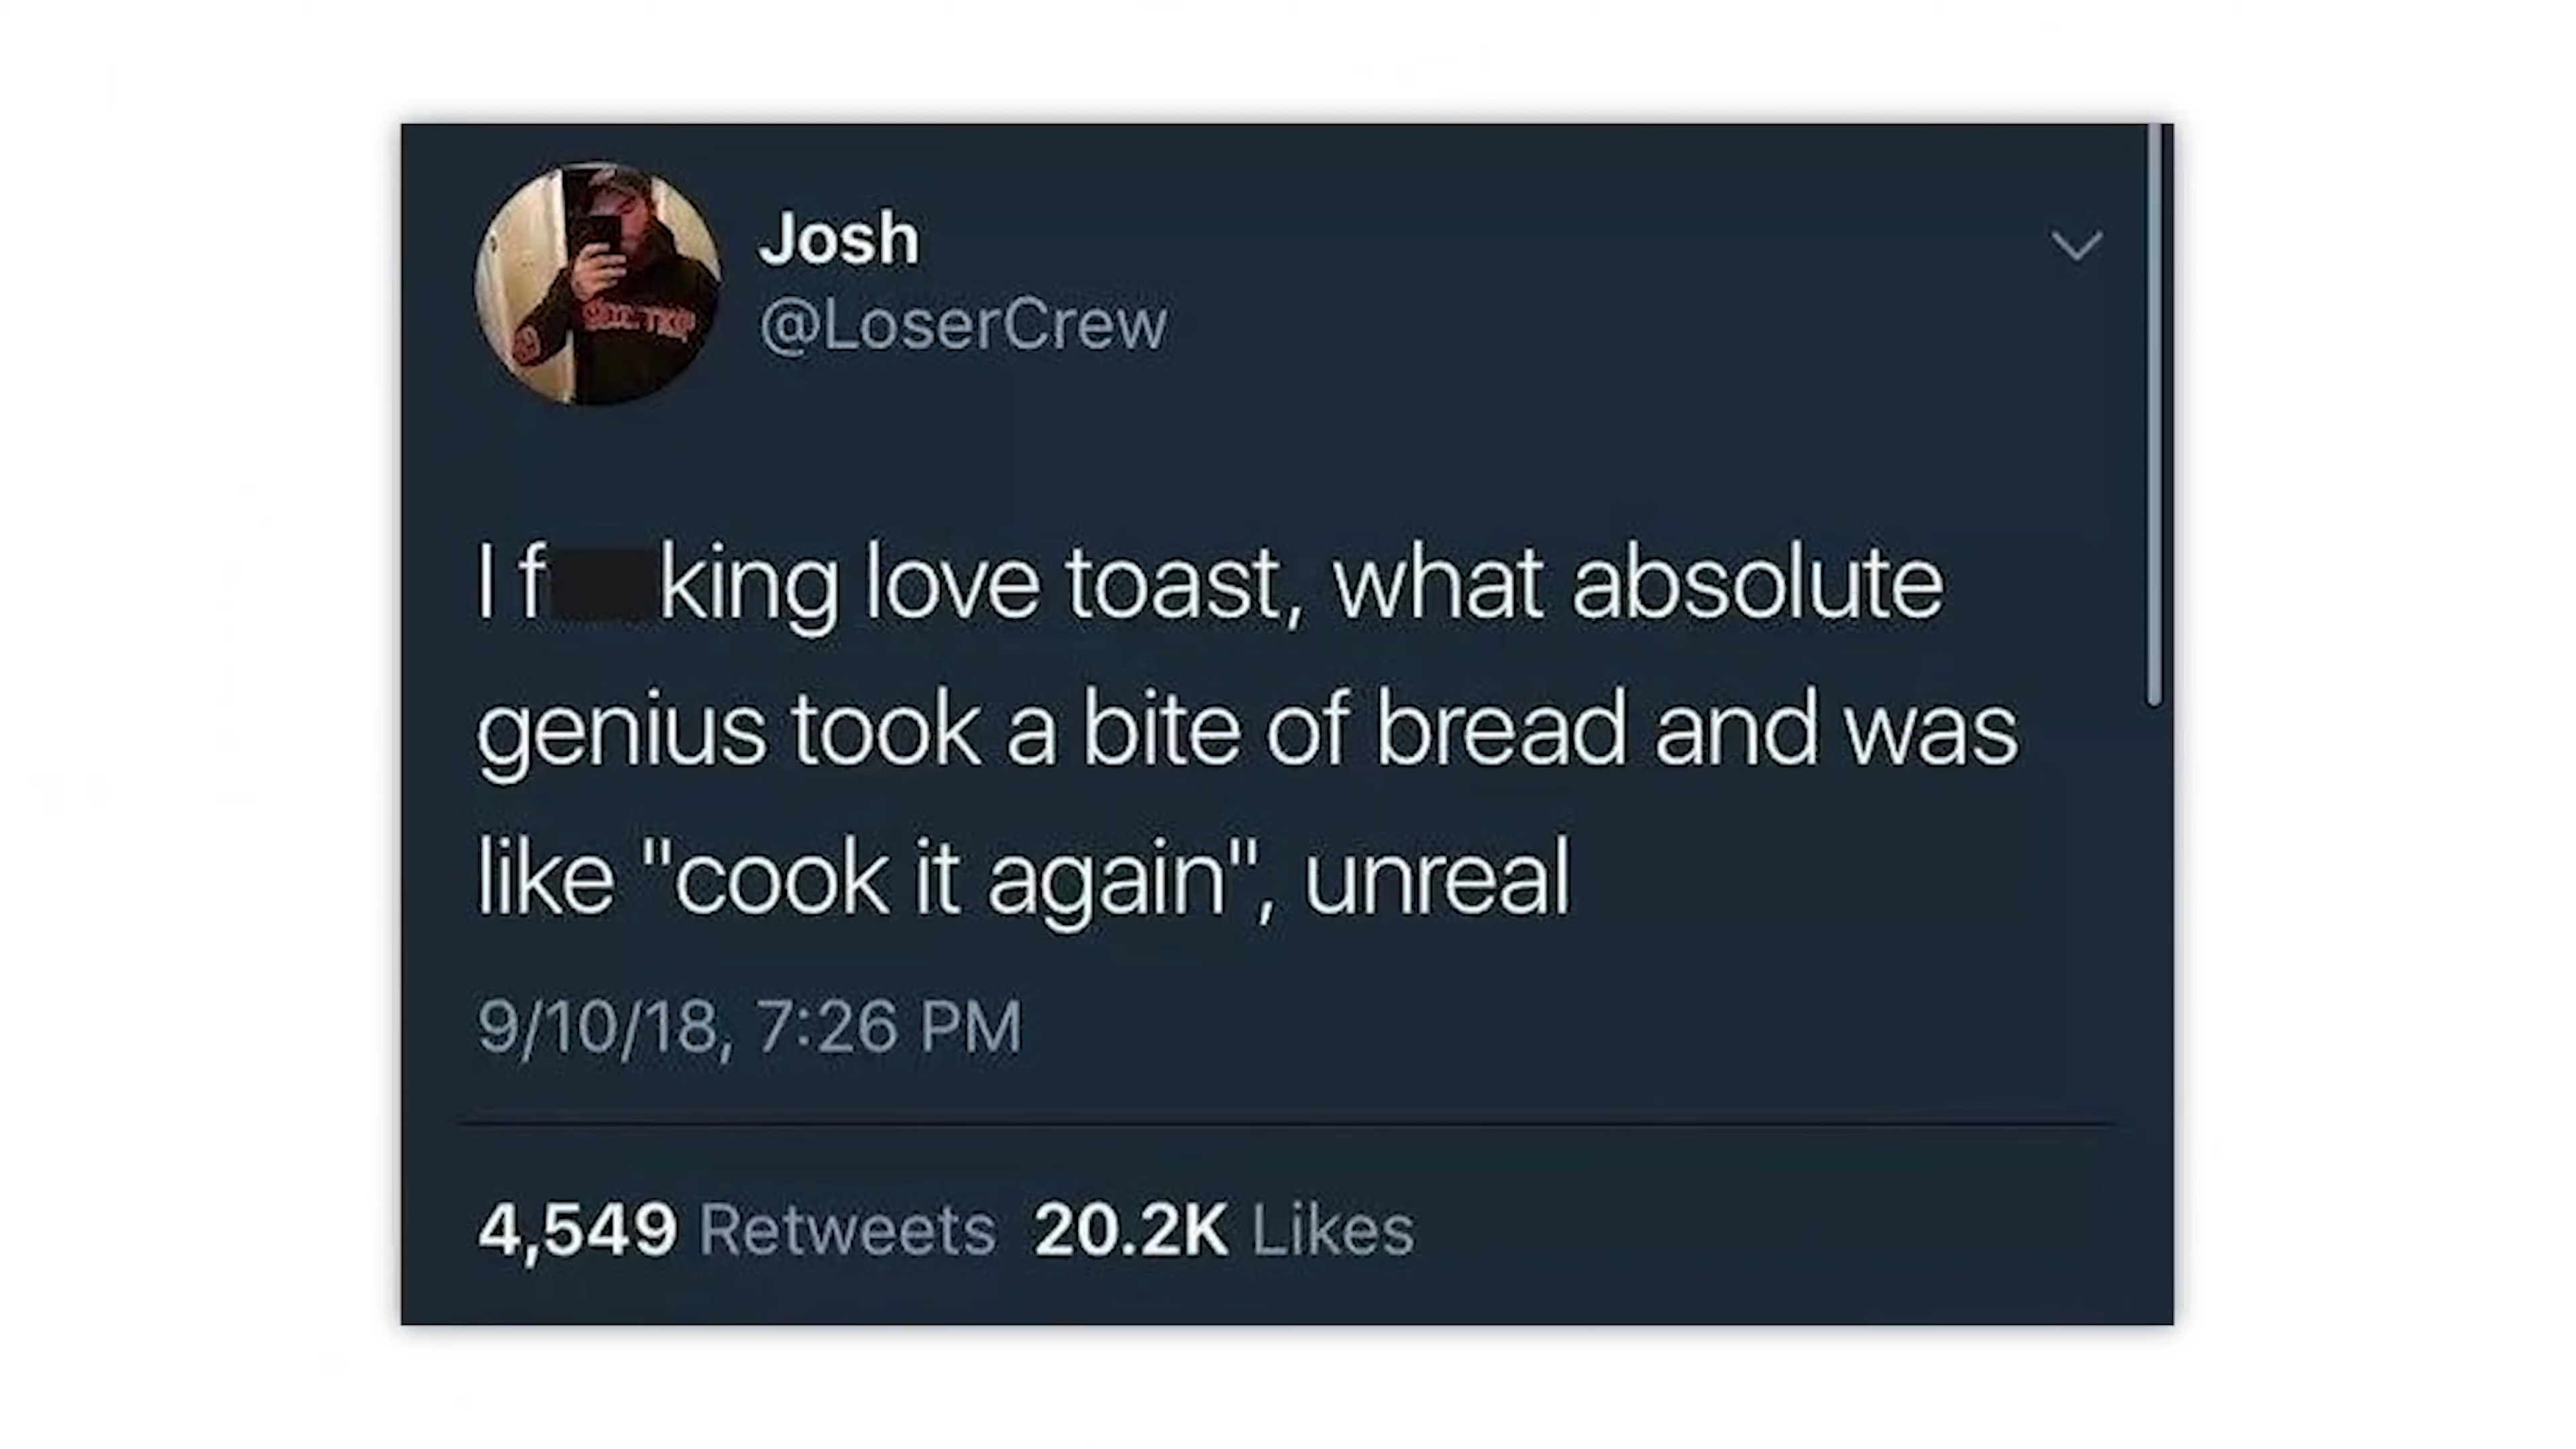 Josh
@LoserCrew
I f king love toast, what absolute
genius took a bite of bread and was
like "cook it again", unreal
9/10/18, 7:26 PM
4,549 Retweets 20.2K Likes